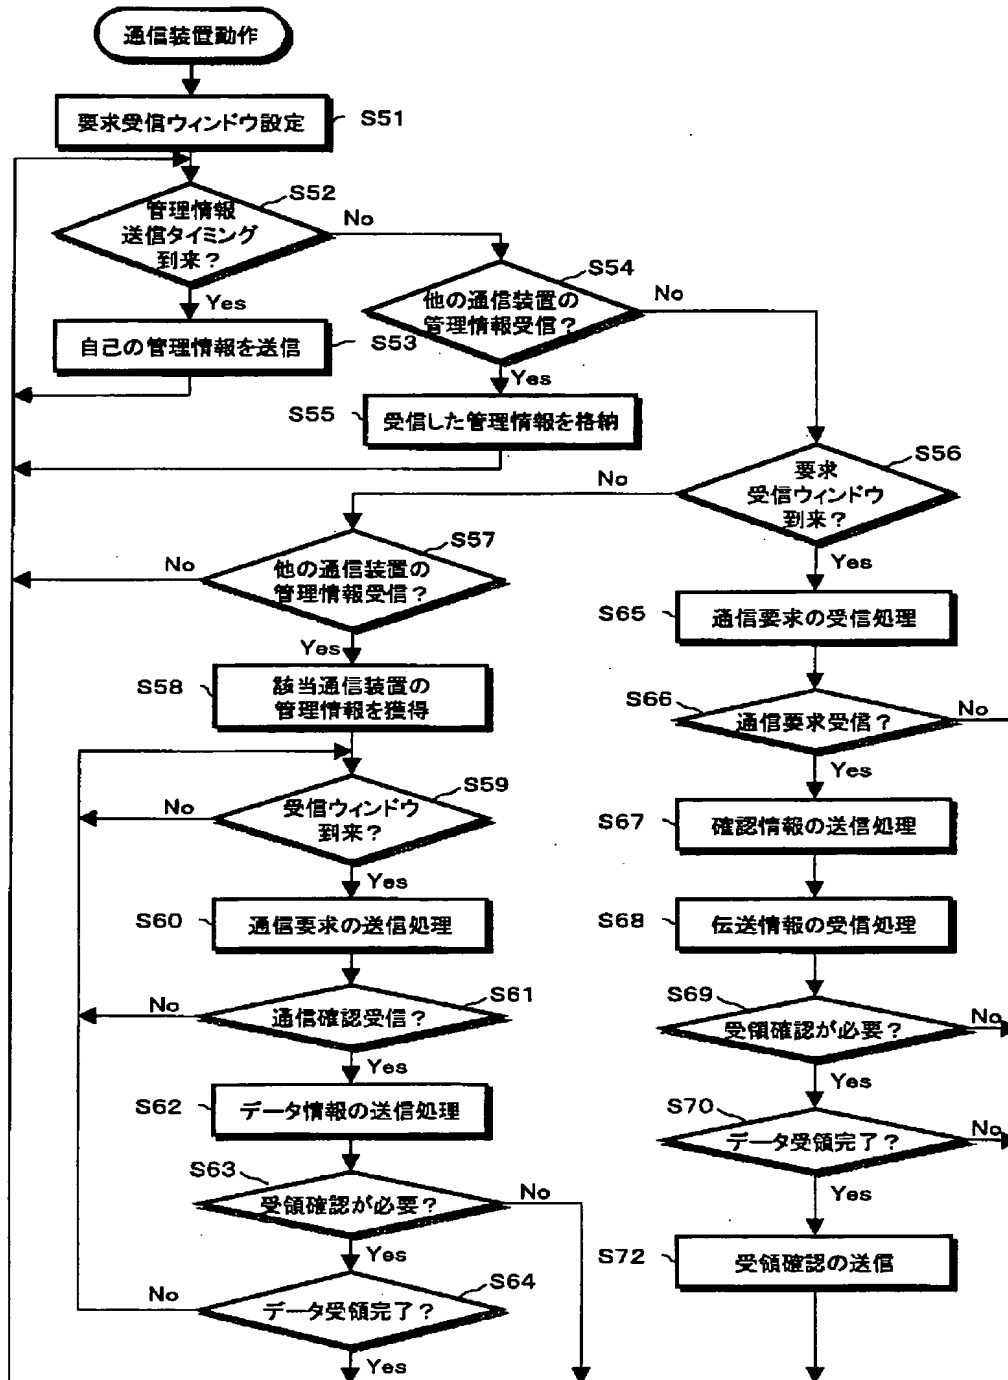 通信装置動作
要求受信ウィンドウ設定
S51
S52
管理情報
送信タイミング
到来？
No
Yes
自己の管理情報を送信
S53
S54
他の通信装置の
管理情報受信？
No
Yes
S55
受信した管理情報を格納
S56
要求
受信ウィンドウ
到来？
No
Yes
S57
他の通信装置の
管理情報受信？
No
Yes
S58
該当通信装置の
管理情報を獲得
S59
受信ウィンドウ
到来？
No
Yes
S60
通信要求の送信処理
S61
通信確認受信？
No
Yes
S62
データ情報の送信処理
S63
受領確認が必要？
No
Yes
S64
データ受領完了？
No
Yes
S65
通信要求の受信処理
S66
通信要求受信？
No
Yes
S67
確認情報の送信処理
S68
伝送情報の受信処理
S69
受領確認が必要？
No
Yes
S70
データ受領完了？
No
Yes
S72
受領確認の送信